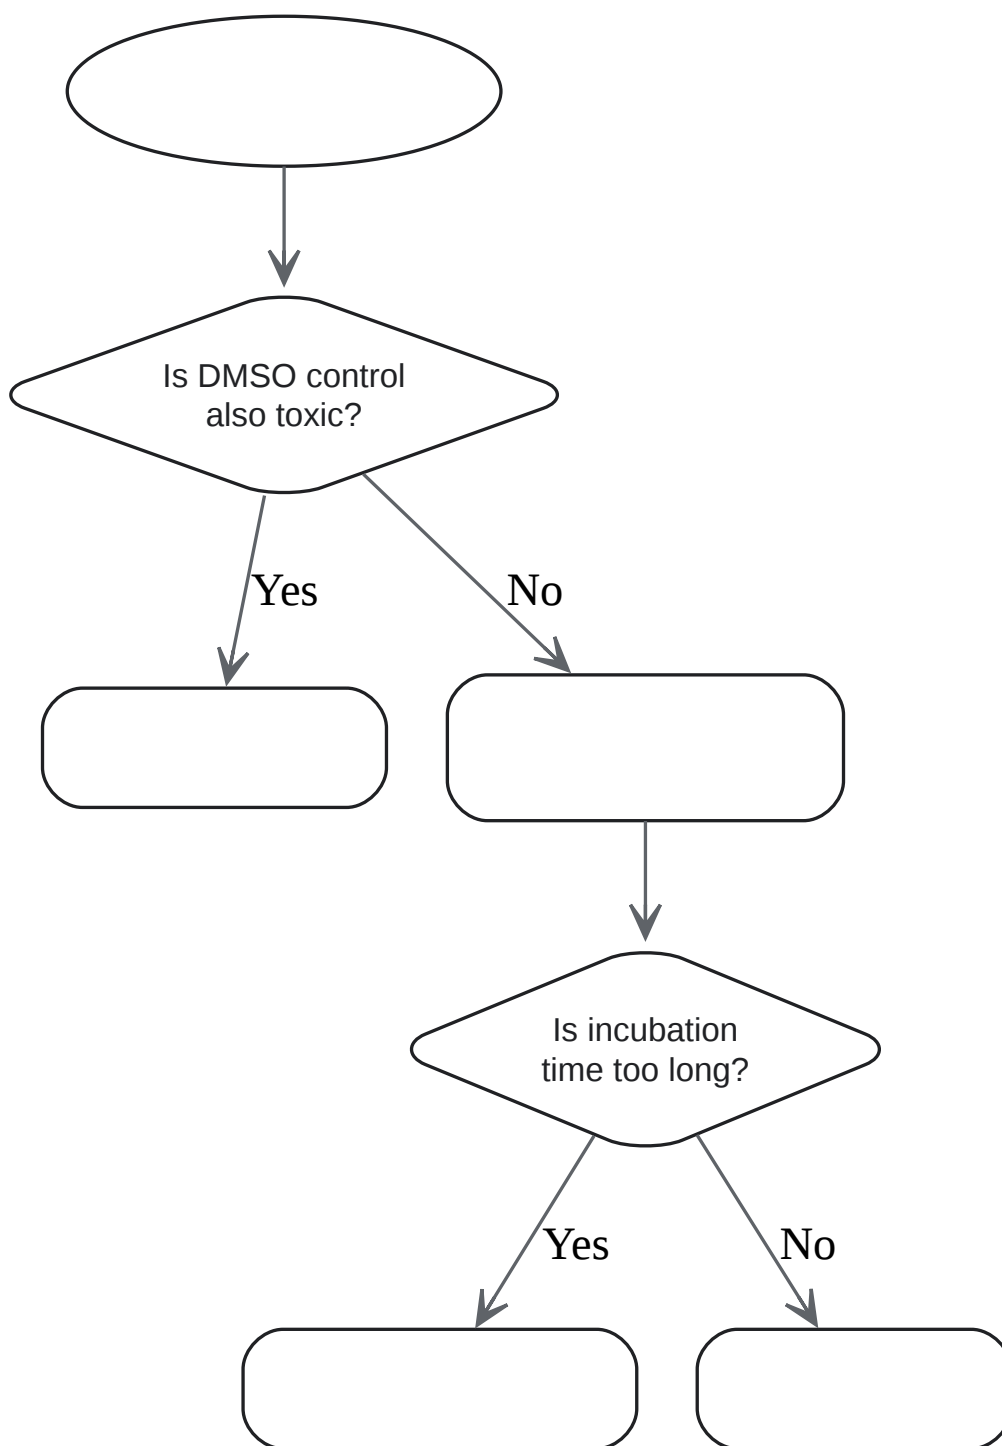 Is DMSO control
also toxic?
Yes
No
Is incubation
time too long?
Yes
No